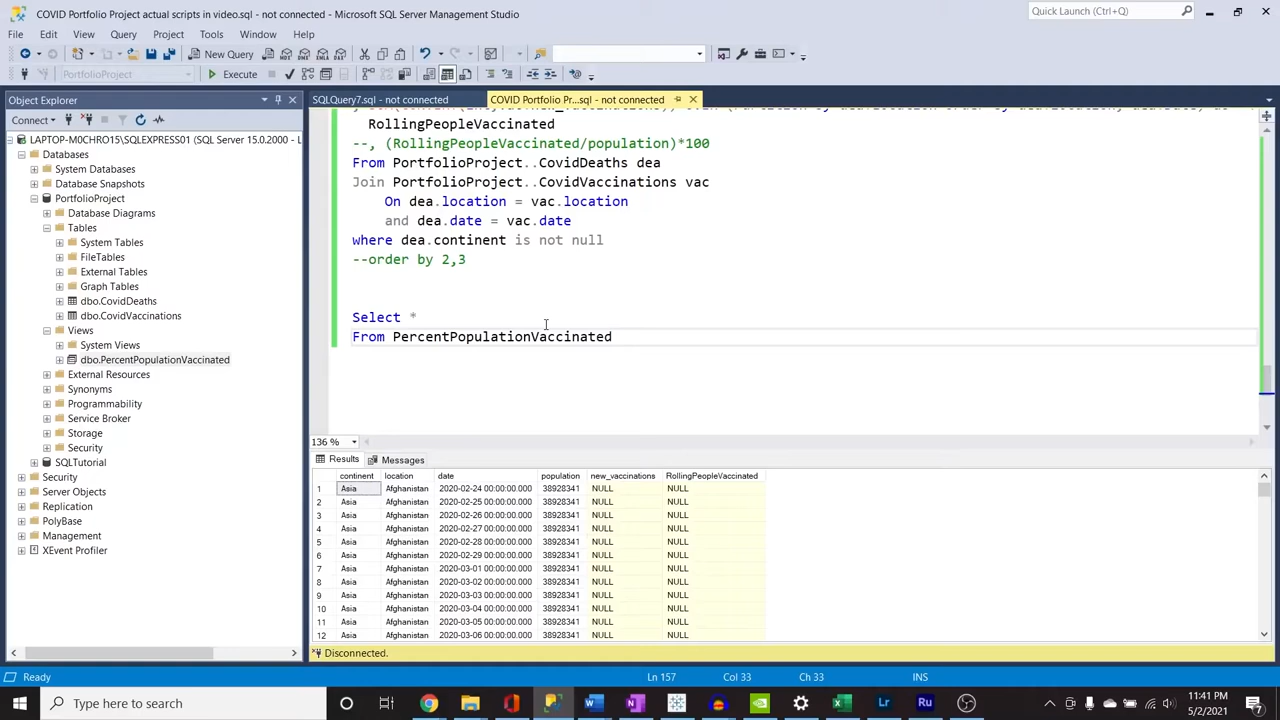 COVID Portfolio Project actual scripts in video.sql - not connected - Microsoft SQL Server Management Studio
Quick Launch (Ctrl+Q)
File Edit View Query Project Tools Window Help
New Query
PortfolioProject
Execute
Object Explorer
SQLQuery7.sql - not connected
COVID Portfolio Pr...sql - not connected
Connect
LAPTOP-M0CHRO15\SQLEXPRESS01 (SQL Server 15.0.2000 - L
Databases
System Databases
Database Snapshots
PortfolioProject
Database Diagrams
Tables
System Tables
FileTables
External Tables
Graph Tables
dbo.CovidDeaths
dbo.CovidVaccinations
Views
System Views
dbo.PercentPopulationVaccinated
External Resources
Synonyms
Programmability
Service Broker
Storage
Security
SQLTutorial
Security
Server Objects
Replication
PolyBase
Management
XEvent Profiler
RollingPeopleVaccinated
--, (RollingPeopleVaccinated/population)*100
From PortfolioProject..CovidDeaths dea
Join PortfolioProject..CovidVaccinations vac
On dea.location = vac.location
and dea.date = vac.date
where dea.continent is not null
--order by 2,3
Select *
From PercentPopulationVaccinated
136 %
Results Messages
continent location date population new_vaccinations RollingPeopleVaccinated
1 Asia Afghanistan 2020-02-24 00:00:00.000 38928341 NULL NULL
2 Asia Afghanistan 2020-02-25 00:00:00.000 38928341 NULL NULL
3 Asia Afghanistan 2020-02-26 00:00:00.000 38928341 NULL NULL
4 Asia Afghanistan 2020-02-27 00:00:00.000 38928341 NULL NULL
5 Asia Afghanistan 2020-02-28 00:00:00.000 38928341 NULL NULL
6 Asia Afghanistan 2020-02-29 00:00:00.000 38928341 NULL NULL
7 Asia Afghanistan 2020-03-01 00:00:00.000 38928341 NULL NULL
8 Asia Afghanistan 2020-03-02 00:00:00.000 38928341 NULL NULL
9 Asia Afghanistan 2020-03-03 00:00:00.000 38928341 NULL NULL
10 Asia Afghanistan 2020-03-04 00:00:00.000 38928341 NULL NULL
11 Asia Afghanistan 2020-03-05 00:00:00.000 38928341 NULL NULL
12 Asia Afghanistan 2020-03-06 00:00:00.000 38928341 NULL NULL
Disconnected.
Ready
Ln 157 Col 33 Ch 33 INS
Type here to search
11:41 PM
5/2/2021